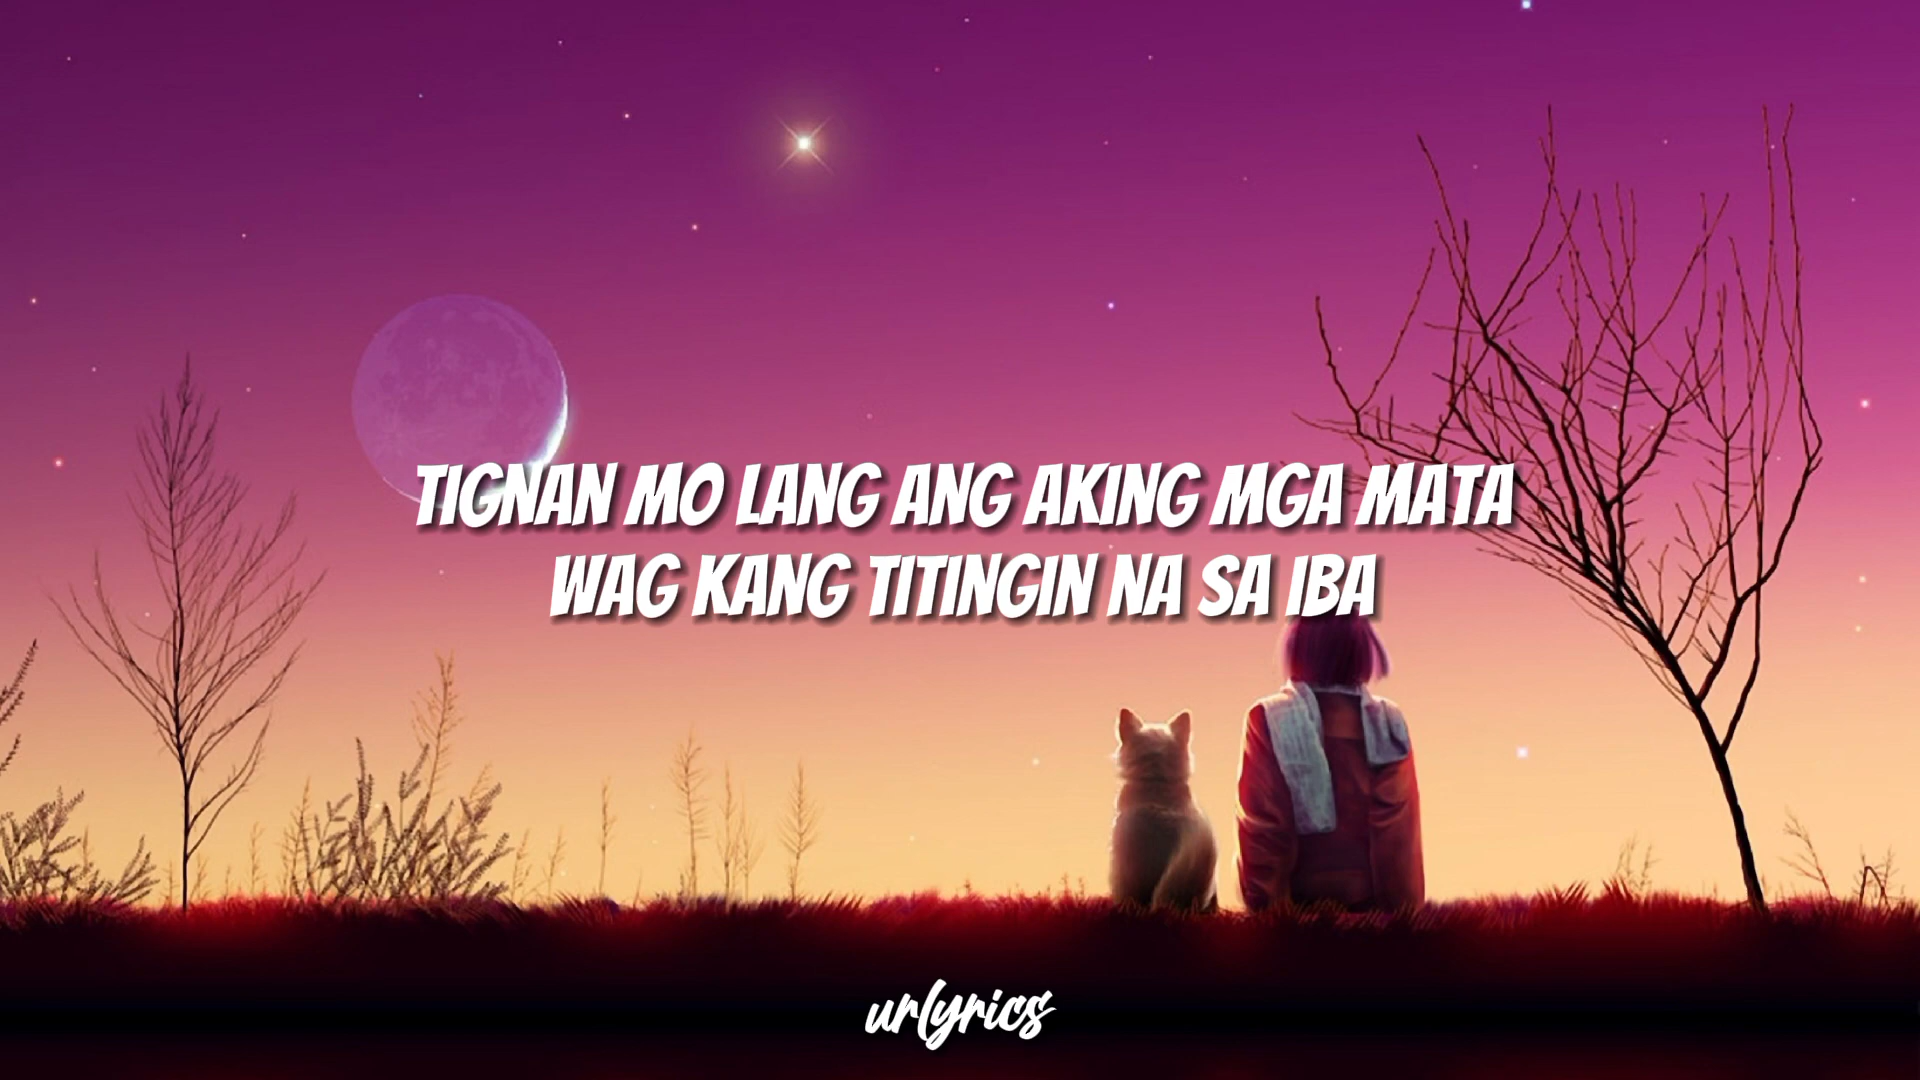 TIGNAN MO LANG ANG AKING MGA MATA
WAG KANG TITINGIN NA SA IBA
urlyrics